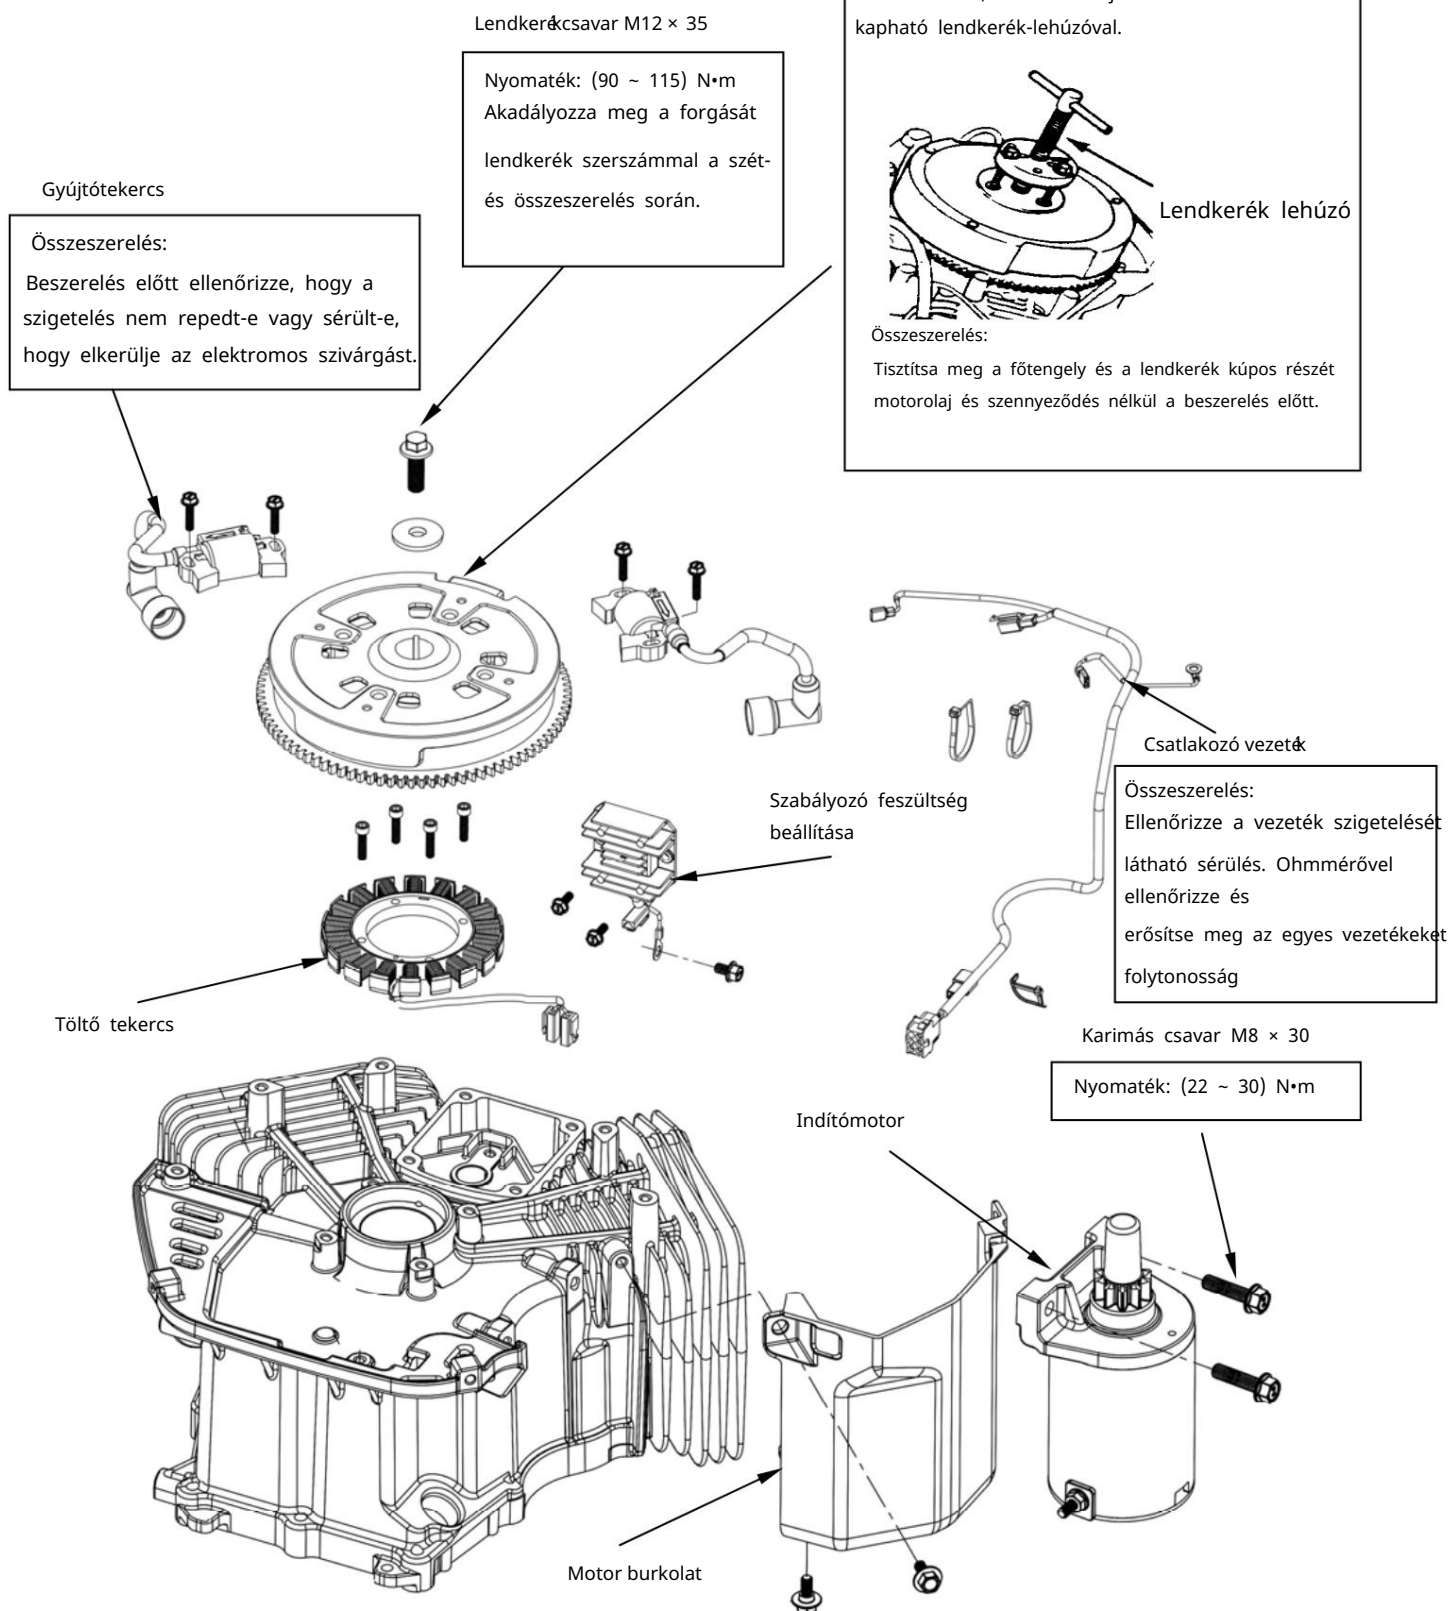 Lendkerékcsavar M12 × 35
kapható lendkerék-lehúzóval.
Nyomaték: (90 ~ 115) N•m
Akadályozza meg a forgását
lendkerék szerszámmal a szét-
és összeszerelés során.
Lendkerék lehúzó
Gyújtótekercs
Összeszerelés:
Beszerelés előtt ellenőrizze, hogy a
szigetelés nem repedt-e vagy sérült-e,
hogy elkerülje az elektromos szivárgást.
Összeszerelés:
Tisztítsa meg a főtengely és a lendkerék kúpos részét
motorolaj és szennyeződés nélkül a beszerelés előtt.
Csatlakozó vezeték
Összeszerelés:
Ellenőrizze a vezeték szigetelését
látható sérülés. Ohmmérővel
ellenőrizze és
erősítse meg az egyes vezetékeket
folytonosság
Szabályozó feszültség
beállítása
Töltő tekercs
Karimás csavar M8 × 30
Nyomaték: (22 ~ 30) N•m
Indítómotor
Motor burkolat